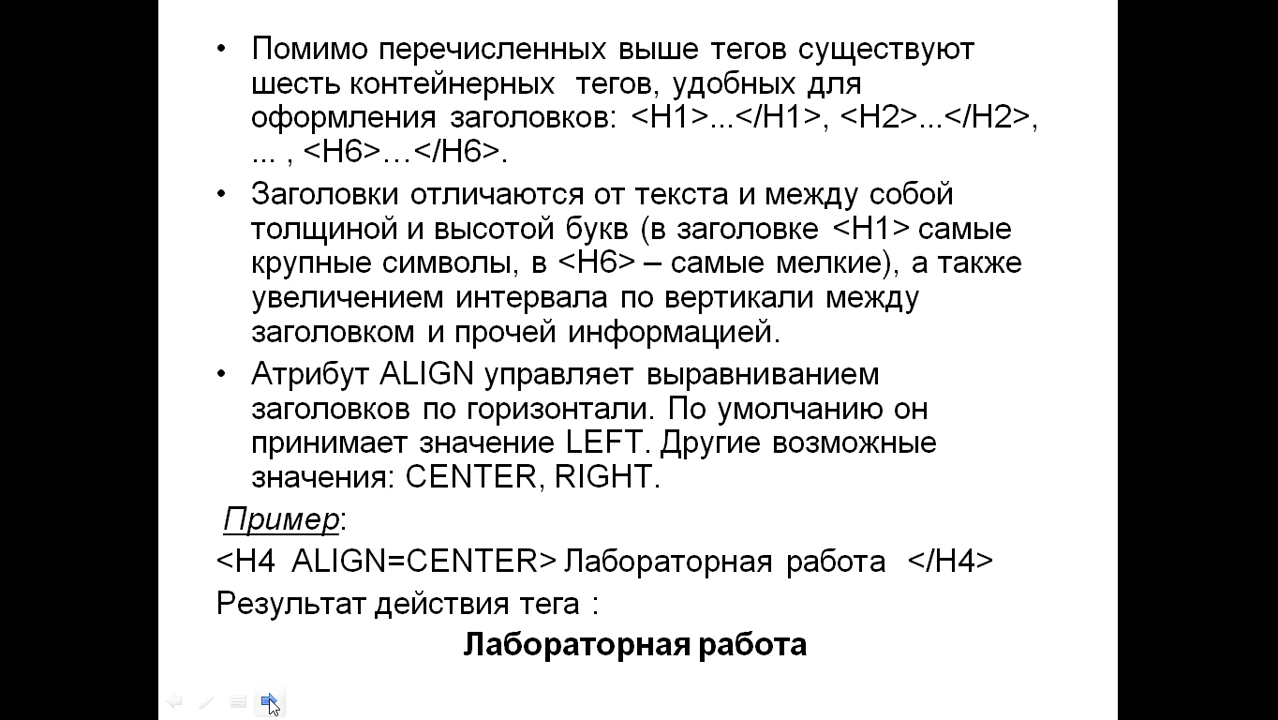 • Помимо перечисленных выше тегов существуют
шесть контейнерных тегов, удобных для
оформления заголовков: <H1>...</H1>, <H2>...</H2>,
... , <H6>…</H6>.
• Заголовки отличаются от текста и между собой
толщиной и высотой букв (в заголовке <H1> самые
крупные символы, в <H6> – самые мелкие), а также
увеличением интервала по вертикали между
заголовком и прочей информацией.
• Атрибут ALIGN управляет выравниванием
заголовков по горизонтали. По умолчанию он
принимает значение LEFT. Другие возможные
значения: CENTER, RIGHT.
Пример:
<H4 ALIGN=CENTER> Лабораторная работа </H4>
Результат действия тега :
Лабораторная работа